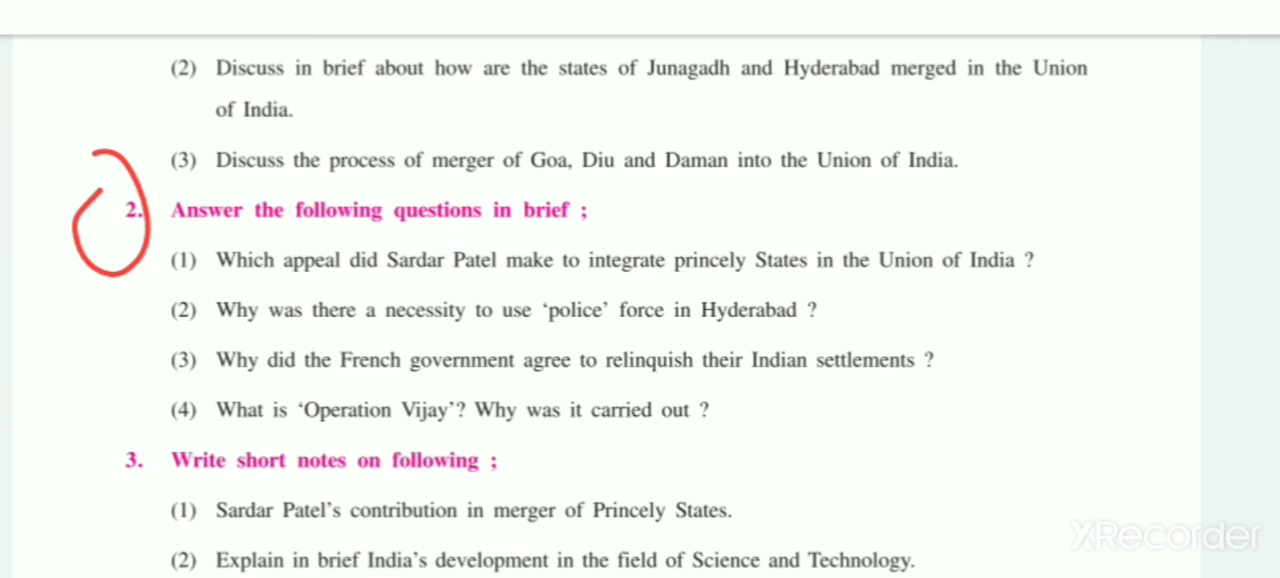 (2) Discuss in brief about how are the states of Junagadh and Hyderabad merged in the Union
of India.
(3) Discuss the process of merger of Goa, Diu and Daman into the Union of India.
2. Answer the following questions in brief ;
(1) Which appeal did Sardar Patel make to integrate princely States in the Union of India ?
(2) Why was there a necessity to use ‘police’ force in Hyderabad ?
(3) Why did the French government agree to relinquish their Indian settlements ?
(4) What is ‘Operation Vijay’? Why was it carried out ?
3. Write short notes on following ;
(1) Sardar Patel’s contribution in merger of Princely States.
(2) Explain in brief India’s development in the field of Science and Technology.
XRecorder